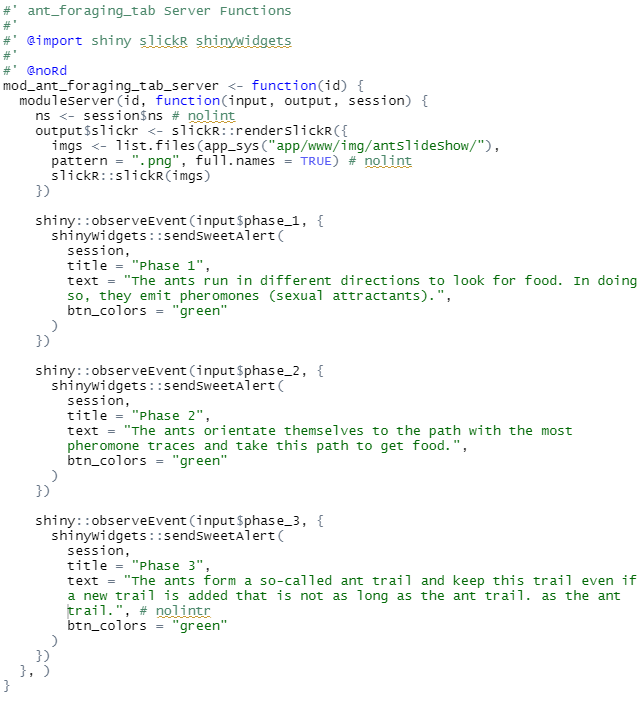 #' ant_foraging_tab Server Functions
#'
#' @import shiny slickR shinyWidgets
#'
#' @noRd
mod_ant_foraging_tab_server <- function(id) {
  moduleServer(id, function(input, output, session) {
    ns <- session$ns # nolint
    output$slickr <- slickR::renderSlickR({
      imgs <- list.files(app_sys("app/www/img/antSlideShow/"),
      pattern = ".png", full.names = TRUE) # nolint
      slickR::slickR(imgs)
    })

    shiny::observeEvent(input$phase_1, {
      shinyWidgets::sendSweetAlert(
        session,
        title = "Phase 1",
        text = "The ants run in different directions to look for food. In doing
        so, they emit pheromones (sexual attractants).",
        btn_colors = "green"
      )
    })

    shiny::observeEvent(input$phase_2, {
      shinyWidgets::sendSweetAlert(
        session,
        title = "Phase 2",
        text = "The ants orientate themselves to the path with the most
        pheromone traces and take this path to get food.",
        btn_colors = "green"
      )
    })

    shiny::observeEvent(input$phase_3, {
      shinyWidgets::sendSweetAlert(
        session,
        title = "Phase 3",
        text = "The ants form a so-called ant trail and keep this trail even if
        a new trail is added that is not as long as the ant trail. as the ant
        trail.", # nolintr
        btn_colors = "green"
      )
    })
  }, )
}